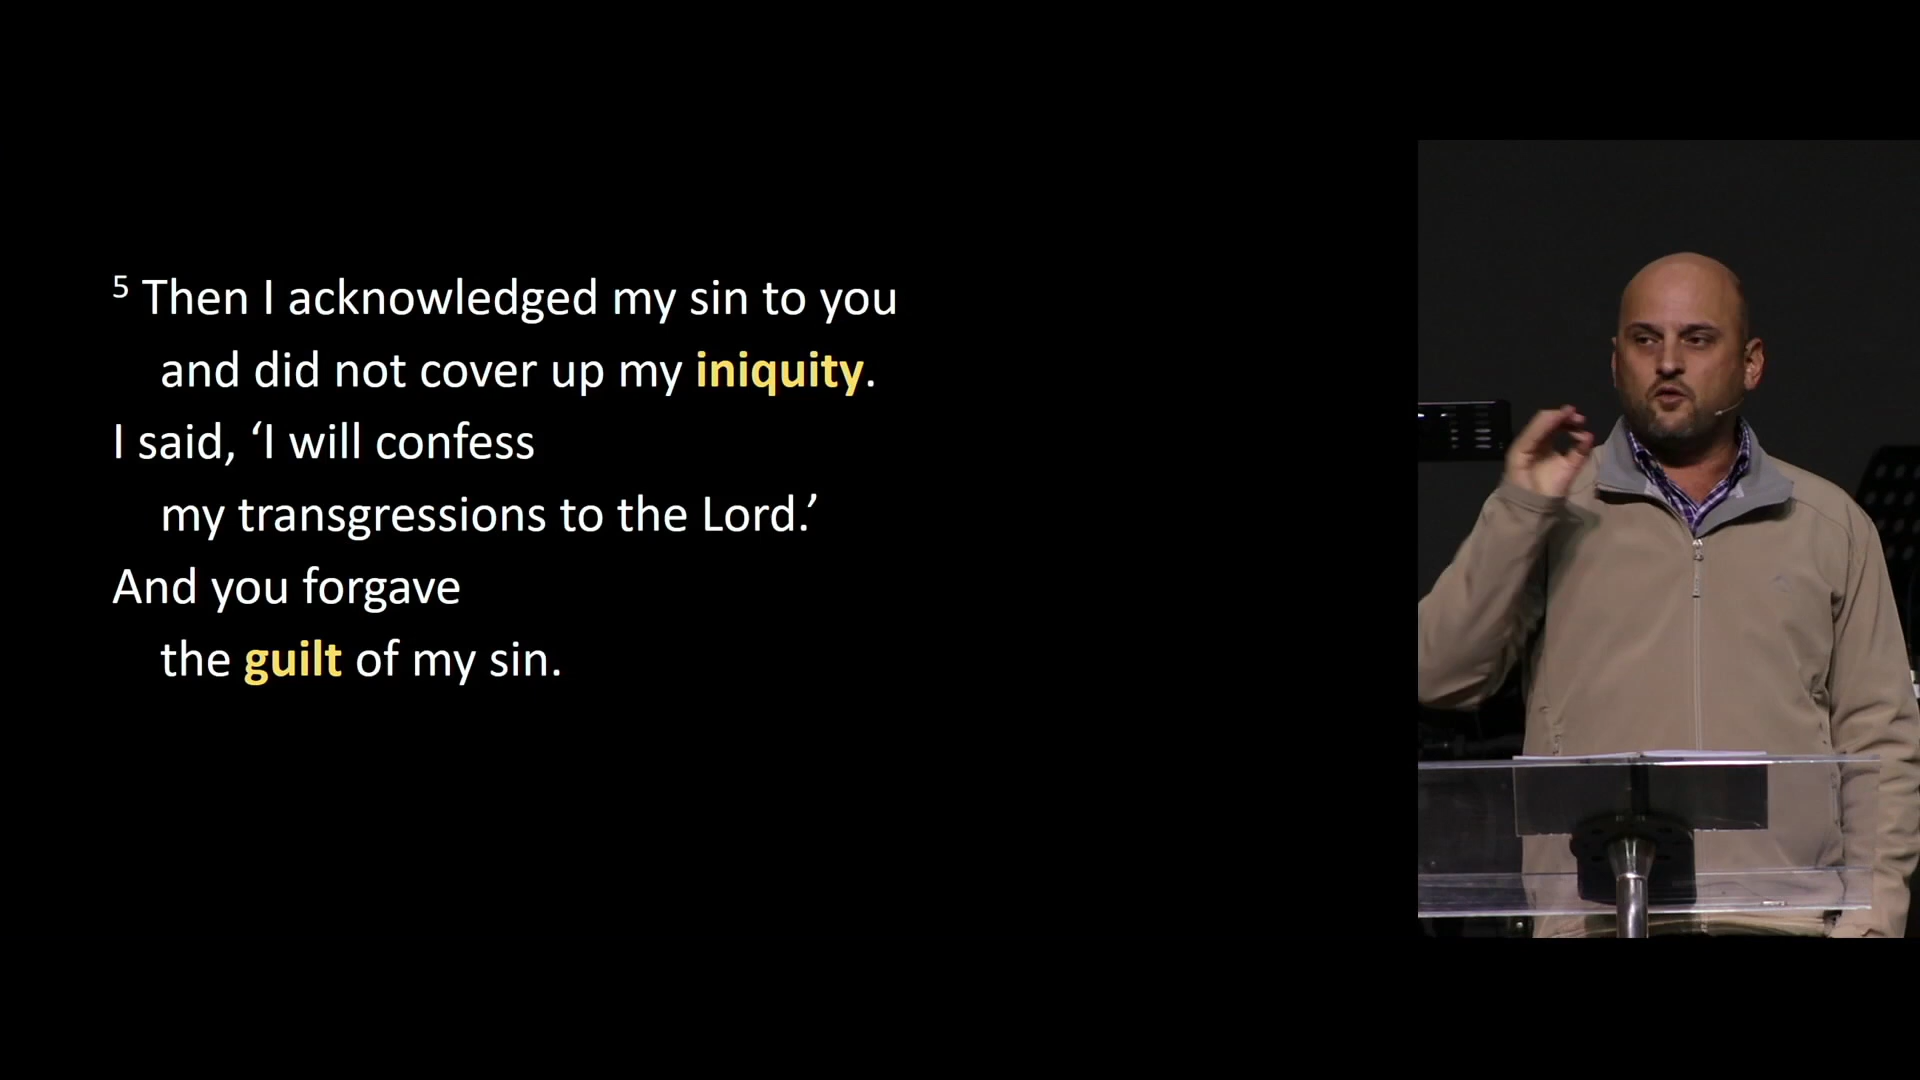 5 Then I acknowledged my sin to you
and did not cover up my iniquity.
I said, ‘I will confess
my transgressions to the Lord.’
And you forgave
the guilt of my sin.